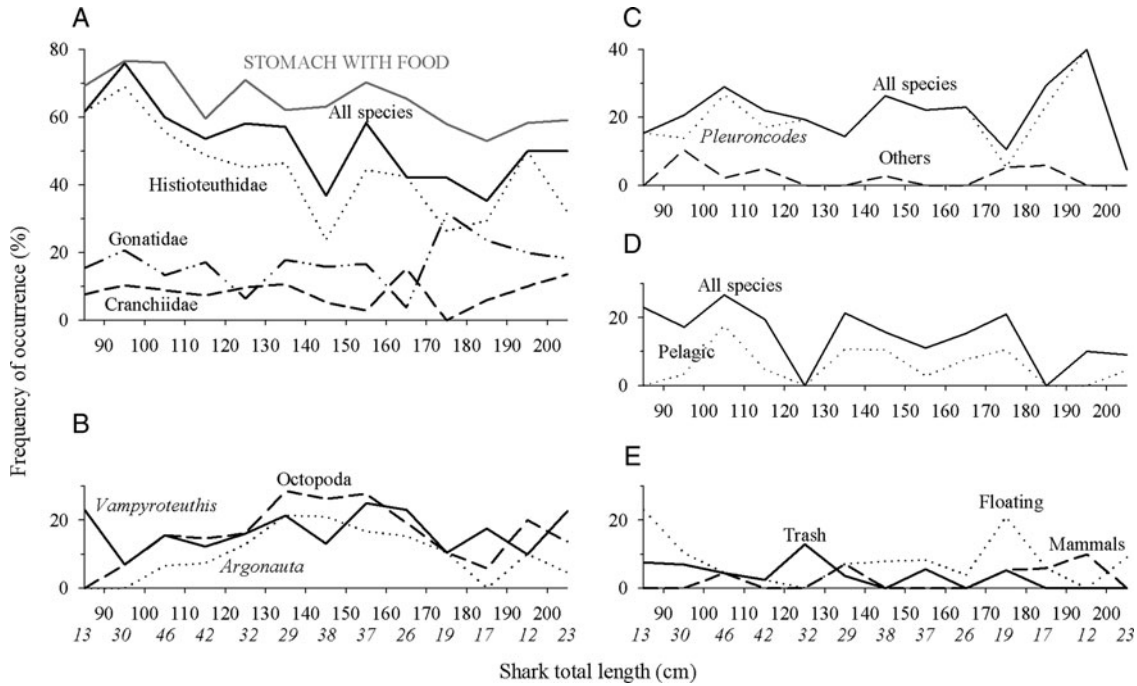 A
80
60
40
20
0
STOMACH WITH FOOD
All species
Histioteuthidae
Gonatidae
Cranchiidae
90 100 110 120 130 140 150 160 170 180 190 200
B
20
0
Vampyroteuthis
Octopoda
Argonauta
90 100 110 120 130 140 150 160 170 180 190 200
13 30 46 42 32 29 38 37 26 19 17 12 23
C
40
20
0
All species
Pleuroncodes
Others
90 100 110 120 130 140 150 160 170 180 190 200
D
20
0
All species
Pelagic
90 100 110 120 130 140 150 160 170 180 190 200
E
20
0
Trash
Floating
Mammals
90 100 110 120 130 140 150 160 170 180 190 200
13 30 46 42 32 29 38 37 26 19 17 12 23
Frequency of occurrence (%)
Shark total length (cm)